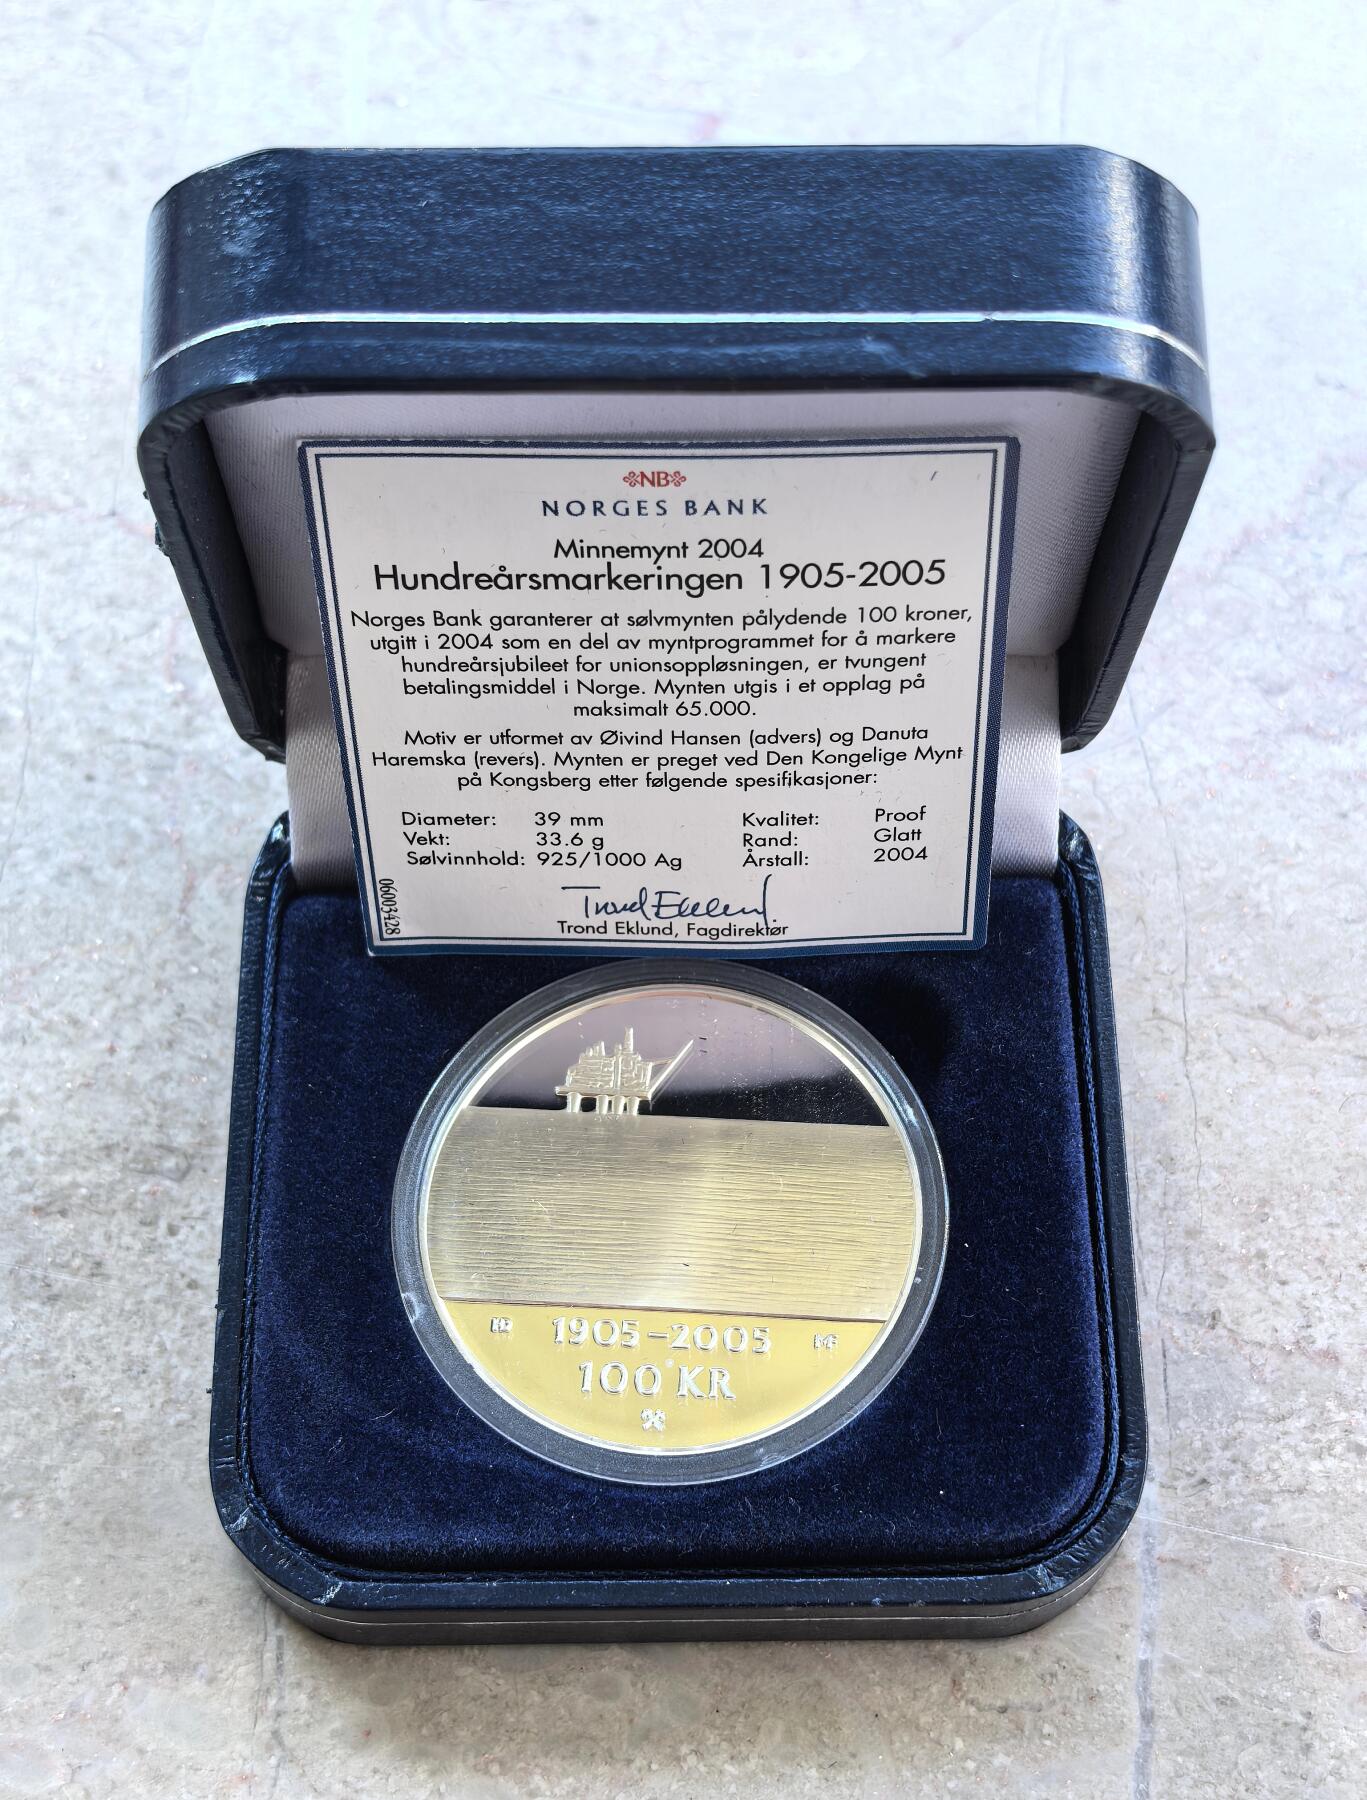 NB
NORGES BANK
Minnemynt 2004
Hundreårsmarkeringen 1905-2005
Norges Bank garanterer at sølvmynten pålydende 100 kroner,
utgitt i 2004 som en del av myntprogrammet for å markere
hundreårsjubileet for unionsoppløsningen, er tvungent
betalingsmiddel i Norge. Mynten utgis i et opplag på
maksimalt 65.000.
Motiv er utformet av Øivind Hansen (advers) og Danuta
Haremska (revers). Mynten er preget ved Den Kongelige Mynt
på Kongsberg etter følgende spesifikasjoner:
Diameter: 39 mm Kvalitet: Proof
Vekt: 33.6 g Rand: Glatt
Sølvinnhold: 925/1000 Ag Årstall: 2004
06003428
Trond Eklund
Trond Eklund, Fagdirektør
1905–2005
100 KR